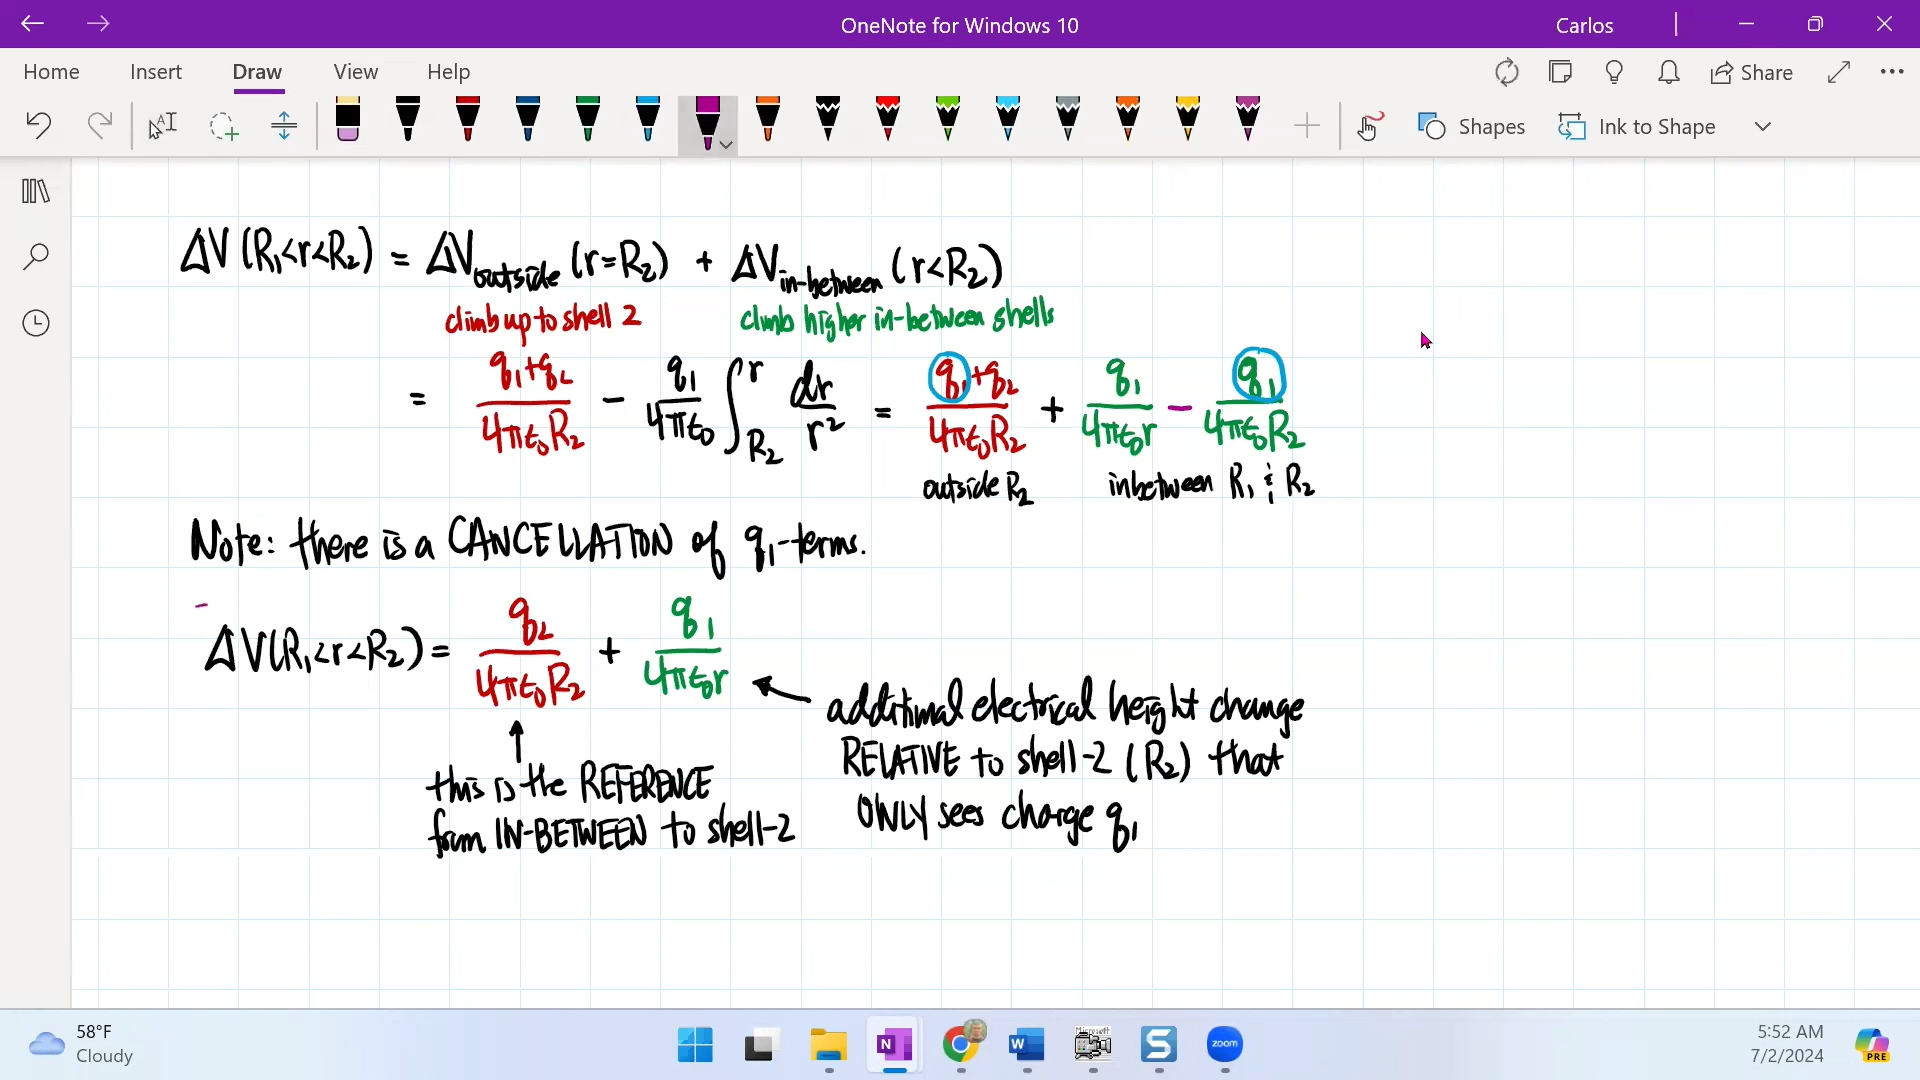 OneNote for Windows 10
Carlos
Home Insert Draw View Help
Share
Shapes
Ink to Shape
ΔV (R₁<r<R₂) = ΔV_outside (r=R₂) + ΔV_in-between (r<R₂)
climb up to shell 2
climb higher in-between shells
= (q₁+q₂)/(4πε₀R₂) − q₁/(4πε₀) ∫_{R₂}^{r} dr/r² = (q₁+q₂)/(4πε₀R₂) + q₁/(4πε₀r) − q₁/(4πε₀R₂)
outside R₂
inbetween R₁ & R₂
Note: there is a CANCELLATION of q₁-terms.
ΔV(R₁<r<R₂) = q₂/(4πε₀R₂) + q₁/(4πε₀r)
this is the REFERENCE
from IN-BETWEEN to shell-2
additional electrical height change
RELATIVE to shell-2 (R₂) that
ONLY sees charge q₁
58°F
Cloudy
N
W
Microsoft
S
zoom
5:52 AM
7/2/2024
PRE